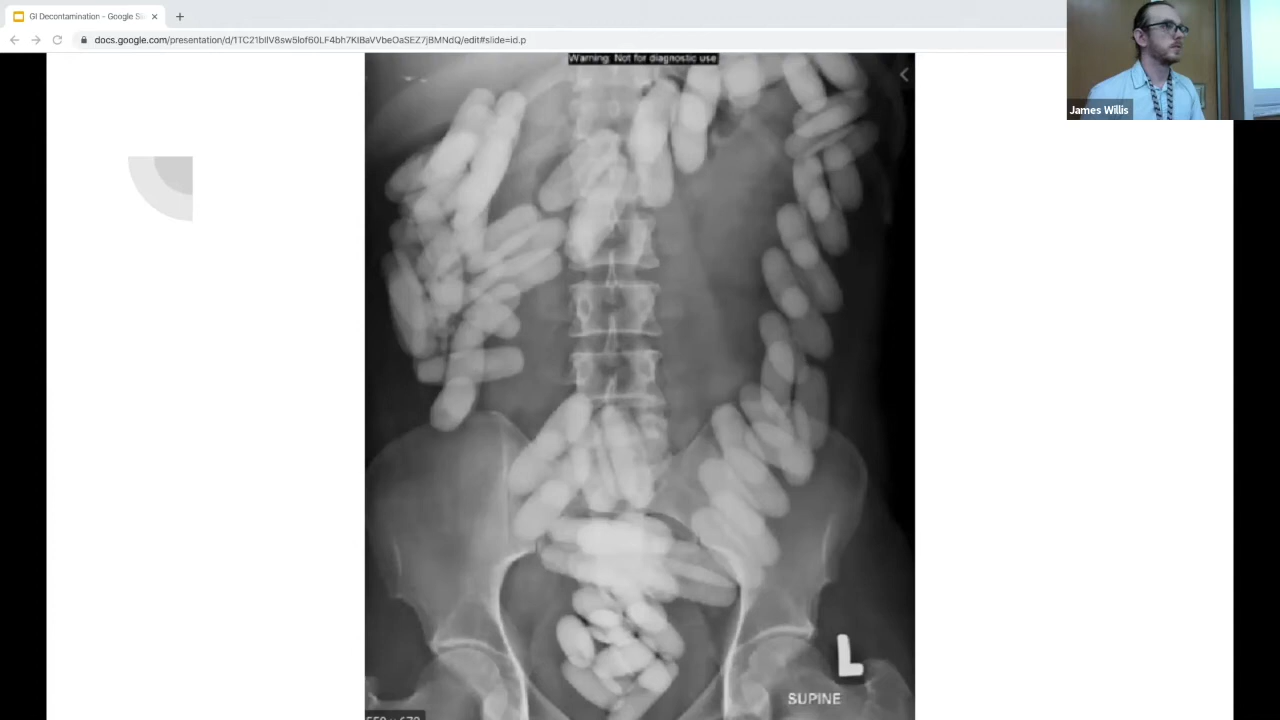 GI Decontamination - Google Sli
docs.google.com/presentation/d/1TC21bIIV8sw5Iof60LF4bh7KIBaVVbeOaSEZ7jBMNdQ/edit#slide=id.p
Warning: Not for diagnostic use
James Willis
L
SUPINE